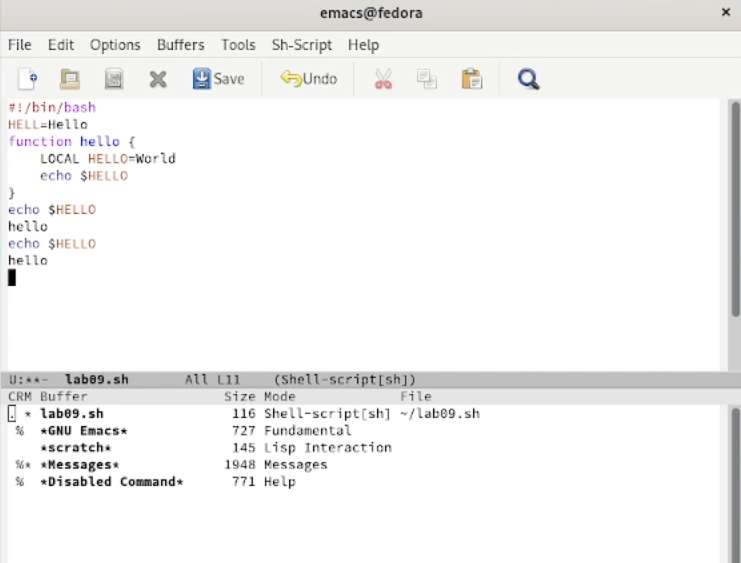 emacs@fedora ×
File Edit Options Buffers Tools Sh-Script Help
Save Undo
#!/bin/bash
HELL=Hello
function hello {
    LOCAL HELLO=World
    echo $HELLO
}
echo $HELLO
hello
echo $HELLO
hello
U:**-  lab09.sh       All L11    (Shell-script[sh])
CRM Buffer                Size Mode             File
. * lab09.sh               116 Shell-script[sh] ~/lab09.sh
 %  *GNU Emacs*            727 Fundamental
    *scratch*              145 Lisp Interaction
 %* *Messages*            1948 Messages
 %  *Disabled Command*     771 Help